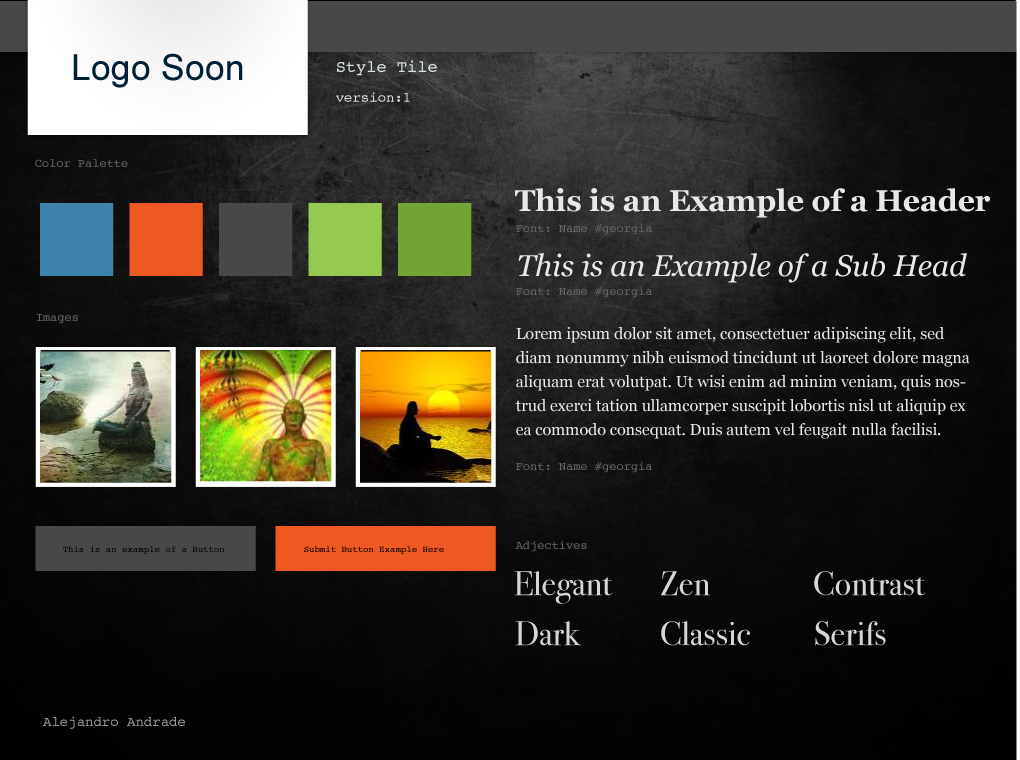 Logo Soon
Style Tile
version:1
Color Palette
Images
This is an example of a Button
Submit Button Example Here
Alejandro Andrade
This is an Example of a Header
Font: Name #georgia
This is an Example of a Sub Head
Font: Name #georgia
Lorem ipsum dolor sit amet, consectetuer adipiscing elit, sed
diam nonummy nibh euismod tincidunt ut laoreet dolore magna
aliquam erat volutpat. Ut wisi enim ad minim veniam, quis nos-
trud exerci tation ullamcorper suscipit lobortis nisl ut aliquip ex
ea commodo consequat. Duis autem vel feugait nulla facilisi.
Font: Name #georgia
Adjectives
Elegant Zen Contrast
Dark Classic Serifs